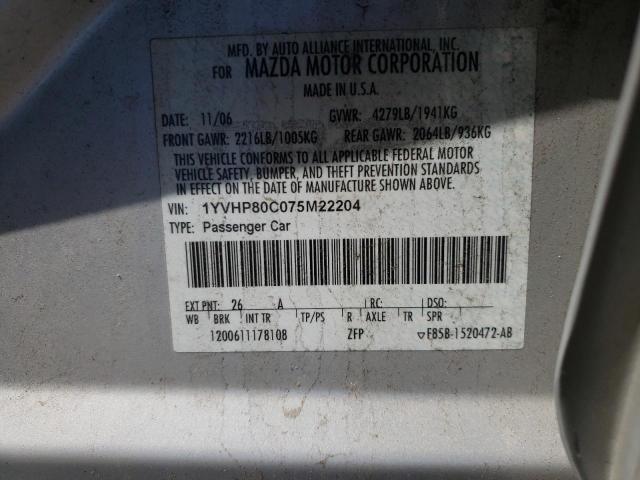 MFD. BY AUTO ALLIANCE INTERNATIONAL, INC.
FOR MAZDA MOTOR CORPORATION
MADE IN U.S.A.
DATE: 11/06 GVWR: 4279LB/1941KG
FRONT GAWR: 2216LB/1005KG REAR GAWR: 2064LB/936KG
THIS VEHICLE CONFORMS TO ALL APPLICABLE FEDERAL MOTOR
VEHICLE SAFETY, BUMPER, AND THEFT PREVENTION STANDARDS
IN EFFECT ON THE DATE OF MANUFACTURE SHOWN ABOVE.
VIN: 1YVHP80C075M22204
TYPE: Passenger Car
EXT PNT: 26 A RC: DSO:
WB BRK INT TR TP/PS R AXLE TR SPR
1200611178108 ZFP ▽FB5B-1520472-AB